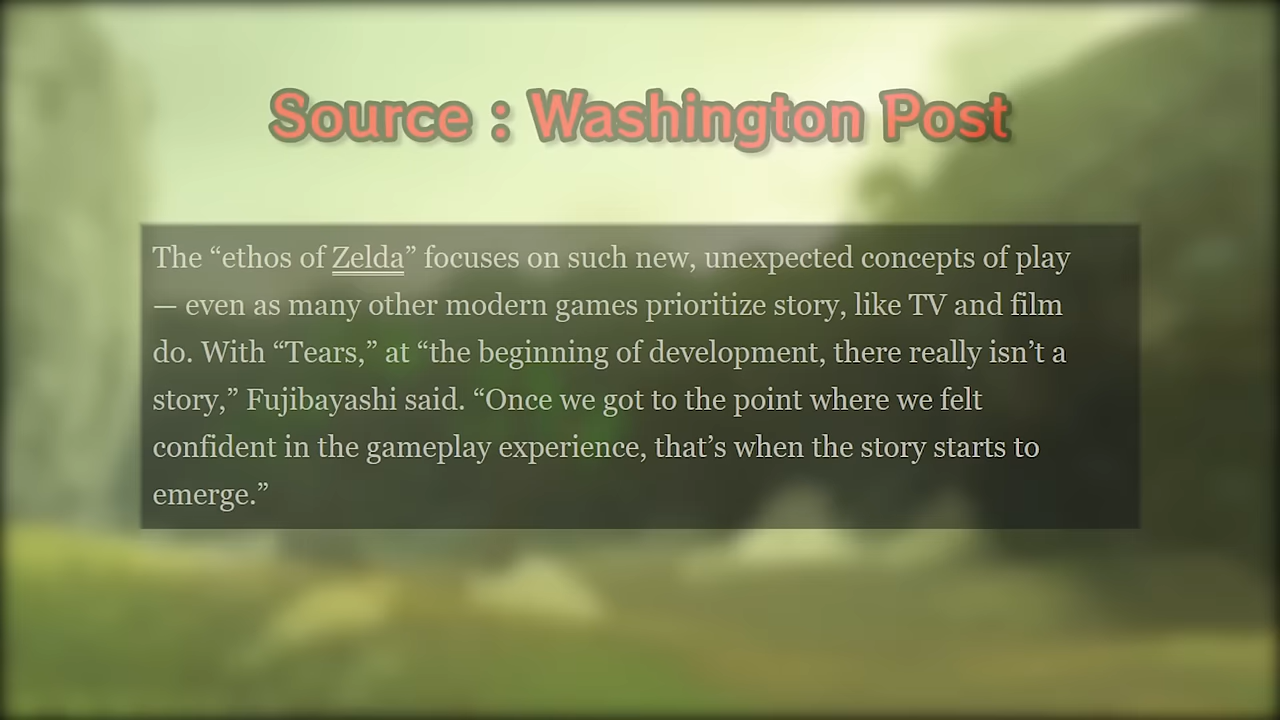 Source : Washington Post
The “ethos of Zelda” focuses on such new, unexpected concepts of play
— even as many other modern games prioritize story, like TV and film
do. With “Tears,” at “the beginning of development, there really isn’t a
story,” Fujibayashi said. “Once we got to the point where we felt
confident in the gameplay experience, that’s when the story starts to
emerge.”